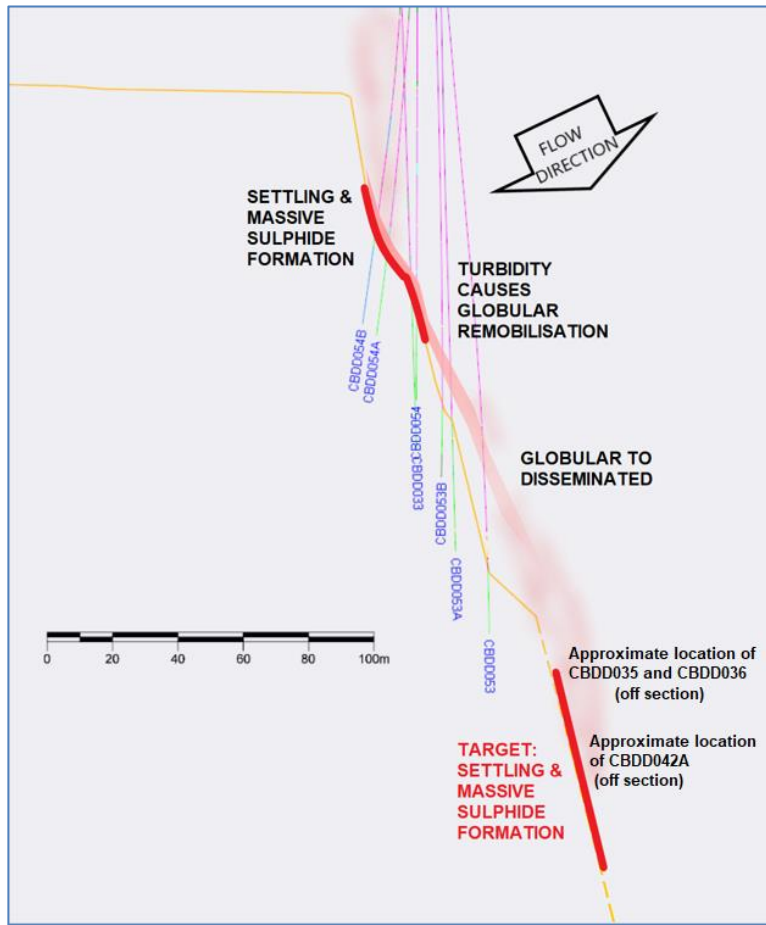 FLOW
DIRECTION
SETTLING &
MASSIVE
SULPHIDE
FORMATION
TURBIDITY
CAUSES
GLOBULAR
REMOBILISATION
CBDD054B
CBDD054A
CBDD054
CBDD033
CBDD053B
CBDD053A
CBDD053
GLOBULAR TO
DISSEMINATED
0 20 40 60 80 100m
Approximate location of
CBDD035 and CBDD036
(off section)
Approximate location
of CBDD042A
(off section)
TARGET:
SETTLING &
MASSIVE
SULPHIDE
FORMATION